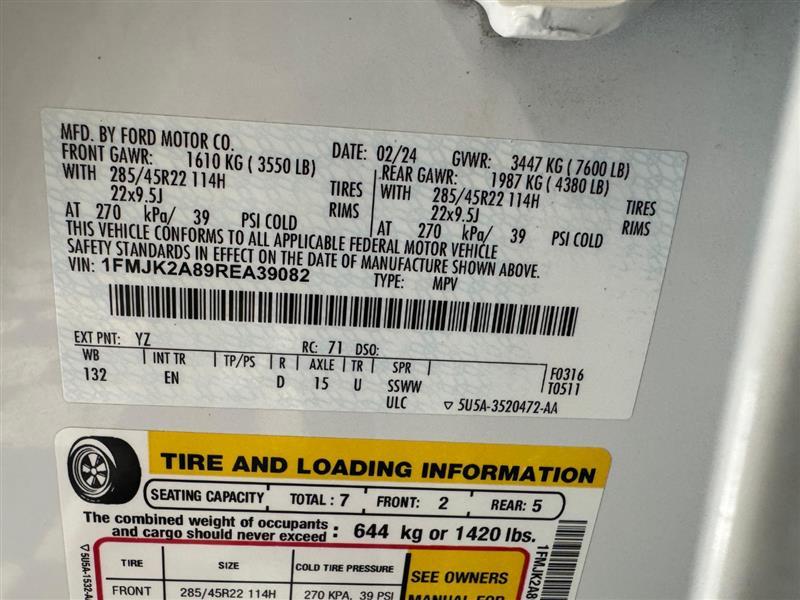 MFD. BY FORD MOTOR CO.
DATE: 02/24 GVWR: 3447 KG ( 7600 LB)
FRONT GAWR: 1610 KG ( 3550 LB)
REAR GAWR: 1987 KG ( 4380 LB)
WITH 285/45R22 114H TIRES
WITH 285/45R22 114H TIRES
22x9.5J RIMS
22x9.5J RIMS
AT 270 kPa/ 39 PSI COLD
AT 270 kPa/ 39 PSI COLD
THIS VEHICLE CONFORMS TO ALL APPLICABLE FEDERAL MOTOR VEHICLE
SAFETY STANDARDS IN EFFECT ON THE DATE OF MANUFACTURE SHOWN ABOVE.
VIN: 1FMJK2A89REA39082
TYPE: MPV
EXT PNT: YZ RC: 71 DSO:
WB INT TR TP/PS R AXLE TR SPR
132 EN D 15 U SSWW
ULC
F0316
T0511
▽ 5U5A-3520472-AA
TIRE AND LOADING INFORMATION
SEATING CAPACITY TOTAL : 7 FRONT: 2 REAR: 5
The combined weight of occupants
and cargo should never exceed : 644 kg or 1420 lbs.
TIRE SIZE COLD TIRE PRESSURE
FRONT 285/45R22 114H 270 KPA, 39 PSI
SEE OWNERS
MANUAL FOR
▽ 5U5A-1532-A
1FMJK2A8